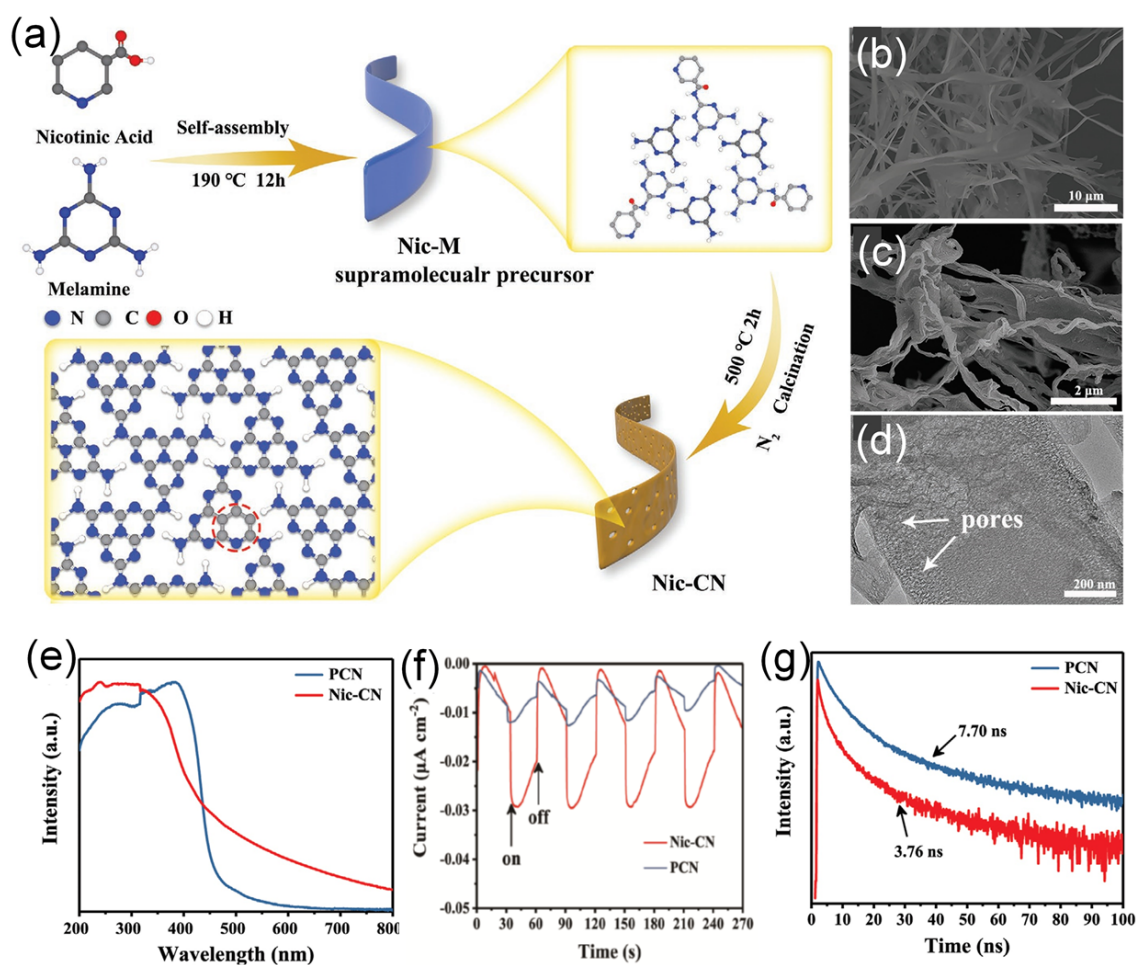 (a)
Nicotinic Acid
Melamine
Self-assembly
190 °C 12h
Nic-M
supramolecualr precursor
N C O H
500 °C 2h
Calcination
N₂
Nic-CN
(b)
10 μm
(c)
2 μm
(d)
pores
200 nm
(e)
PCN
Nic-CN
Intensity (a.u.)
200 300 400 500 600 700 800
Wavelength (nm)
(f)
0.00
-0.01
-0.02
-0.03
-0.04
-0.05
Current (μA cm⁻²)
on
off
Nic-CN
PCN
0 30 60 90 120 150 180 210 240 270
Time (s)
(g)
PCN
Nic-CN
7.70 ns
3.76 ns
Intensity (a.u.)
0 10 20 30 40 50 60 70 80 90 100
Time (ns)